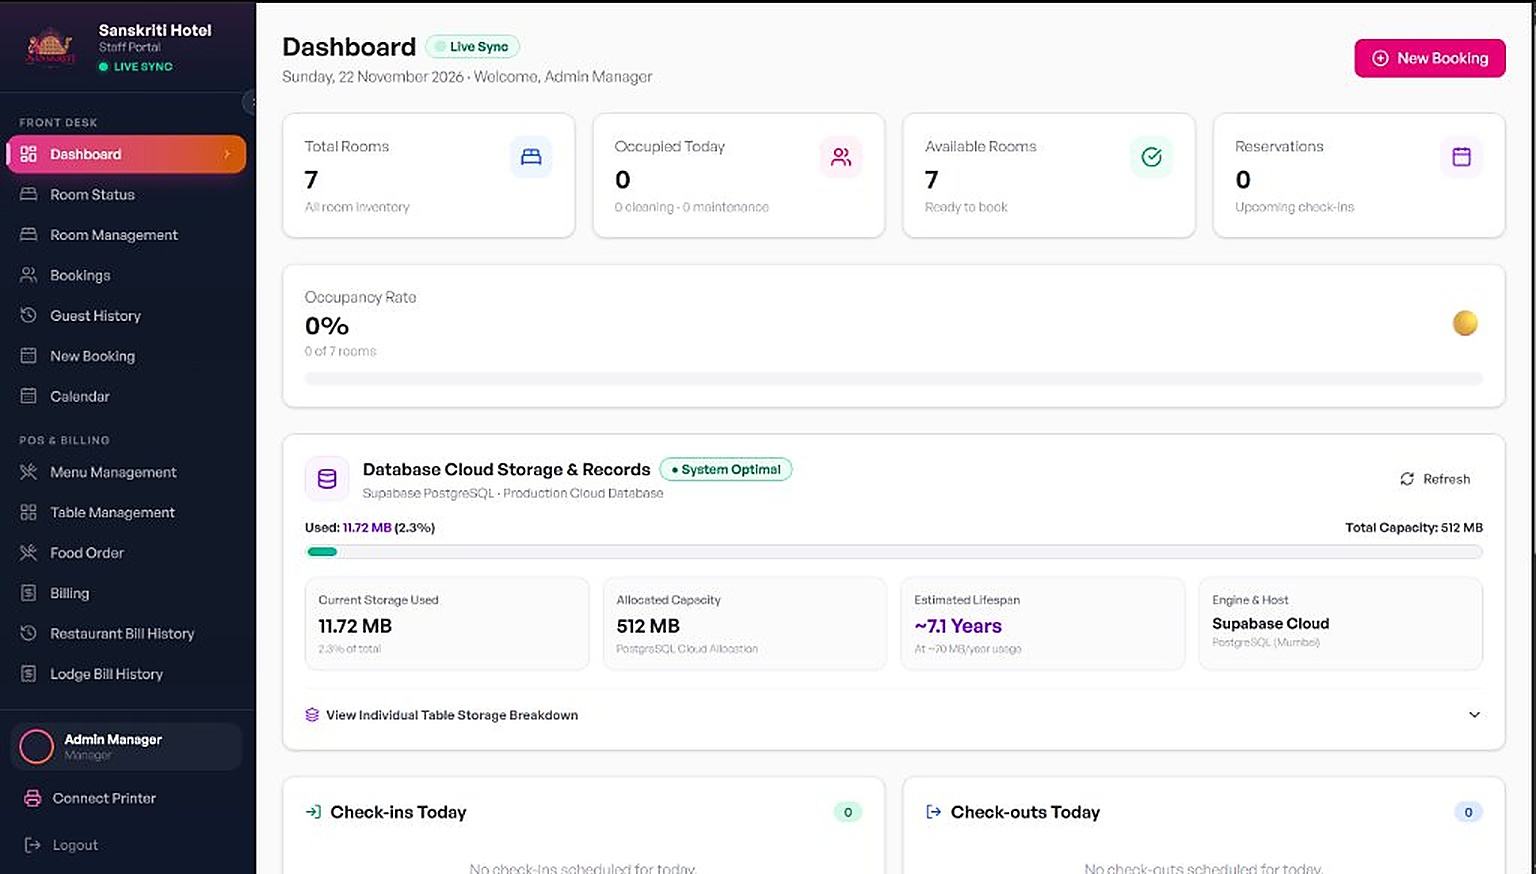 Sanskriti Hotel
Staff Portal
LIVE SYNC
FRONT DESK
Dashboard
Room Status
Room Management
Bookings
Guest History
New Booking
Calendar
POS & BILLING
Menu Management
Table Management
Food Order
Billing
Restaurant Bill History
Lodge Bill History
Admin Manager
Manager
Connect Printer
Logout
Dashboard
Live Sync
Sunday, 22 November 2026 · Welcome, Admin Manager
New Booking
Total Rooms
7
All room inventory
Occupied Today
0
0 cleaning · 0 maintenance
Available Rooms
7
Ready to book
Reservations
0
Upcoming check-ins
Occupancy Rate
0%
0 of 7 rooms
Database Cloud Storage & Records
• System Optimal
Supabase PostgreSQL · Production Cloud Database
Refresh
Used: 11.72 MB (2.3%)
Total Capacity: 512 MB
Current Storage Used
11.72 MB
2.3% of total
Allocated Capacity
512 MB
PostgreSQL Cloud Allocation
Estimated Lifespan
~7.1 Years
At ~70 MB/year usage
Engine & Host
Supabase Cloud
PostgreSQL (Mumbai)
View Individual Table Storage Breakdown
Check-ins Today
0
No check-ins scheduled for today.
Check-outs Today
0
No check-outs scheduled for today.